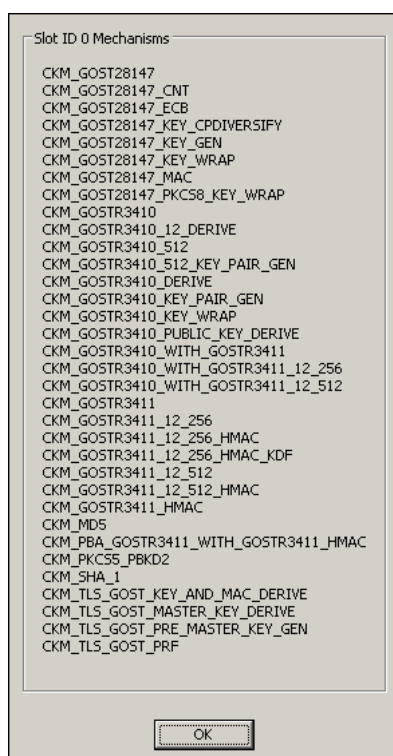 Slot ID 0 Mechanisms
CKM_GOST28147
CKM_GOST28147_CNT
CKM_GOST28147_ECB
CKM_GOST28147_KEY_CPDIVERSIFY
CKM_GOST28147_KEY_GEN
CKM_GOST28147_KEY_WRAP
CKM_GOST28147_MAC
CKM_GOST28147_PKCS8_KEY_WRAP
CKM_GOSTR3410
CKM_GOSTR3410_12_DERIVE
CKM_GOSTR3410_512
CKM_GOSTR3410_512_KEY_PAIR_GEN
CKM_GOSTR3410_DERIVE
CKM_GOSTR3410_KEY_PAIR_GEN
CKM_GOSTR3410_KEY_WRAP
CKM_GOSTR3410_PUBLIC_KEY_DERIVE
CKM_GOSTR3410_WITH_GOSTR3411
CKM_GOSTR3410_WITH_GOSTR3411_12_256
CKM_GOSTR3410_WITH_GOSTR3411_12_512
CKM_GOSTR3411
CKM_GOSTR3411_12_256
CKM_GOSTR3411_12_256_HMAC
CKM_GOSTR3411_12_256_HMAC_KDF
CKM_GOSTR3411_12_512
CKM_GOSTR3411_12_512_HMAC
CKM_GOSTR3411_HMAC
CKM_MD5
CKM_PBA_GOSTR3411_WITH_GOSTR3411_HMAC
CKM_PKCS5_PBKD2
CKM_SHA_1
CKM_TLS_GOST_KEY_AND_MAC_DERIVE
CKM_TLS_GOST_MASTER_KEY_DERIVE
CKM_TLS_GOST_PRE_MASTER_KEY_GEN
CKM_TLS_GOST_PRF
OK